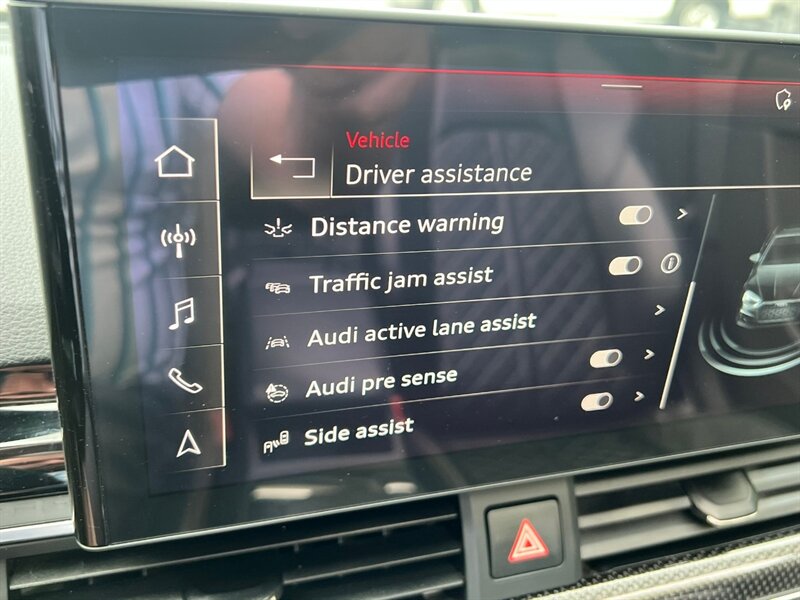 Vehicle
Driver assistance
Distance warning
Traffic jam assist
Audi active lane assist
Audi pre sense
Side assist